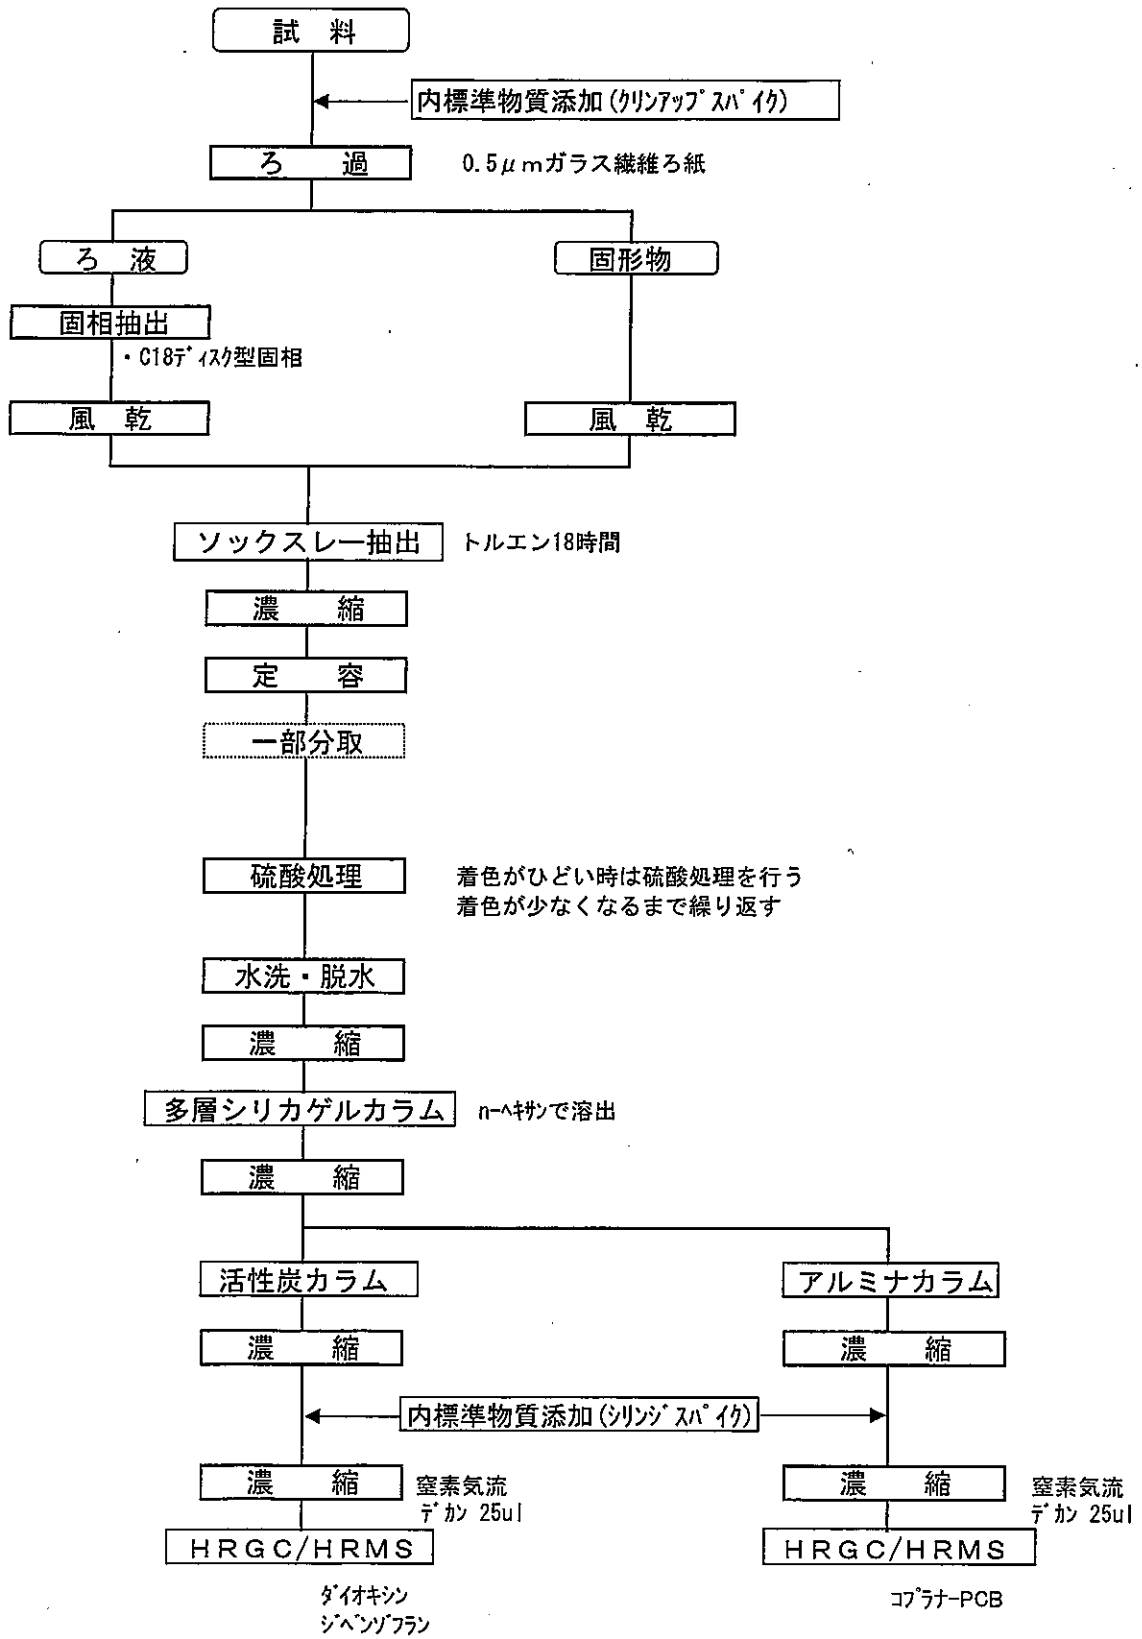 試　料
内標準物質添加(ｸﾘﾝｱｯﾌﾟｽﾊﾟｲｸ)
ろ　過
0.5μmガラス繊維ろ紙
ろ　液
固形物
固相抽出
・C18ﾃﾞｨｽｸ型固相
風　乾
風　乾
ソックスレー抽出
トルエン18時間
濃　縮
定　容
一部分取
硫酸処理
着色がひどい時は硫酸処理を行う
着色が少なくなるまで繰り返す
水洗・脱水
濃　縮
多層シリカゲルカラム
n-ﾍｷｻﾝで溶出
濃　縮
活性炭カラム
アルミナカラム
濃　縮
濃　縮
内標準物質添加(ｼﾘﾝｼﾞｽﾊﾟｲｸ)
濃　縮
窒素気流
ﾃﾞｶﾝ 25ul
濃　縮
窒素気流
ﾃﾞｶﾝ 25ul
ＨＲＧＣ/ＨＲＭＳ
ＨＲＧＣ/ＨＲＭＳ
ﾀﾞｲｵｷｼﾝ
ｼﾞﾍﾞﾝｿﾞﾌﾗﾝ
ｺﾌﾟﾗﾅｰPCB